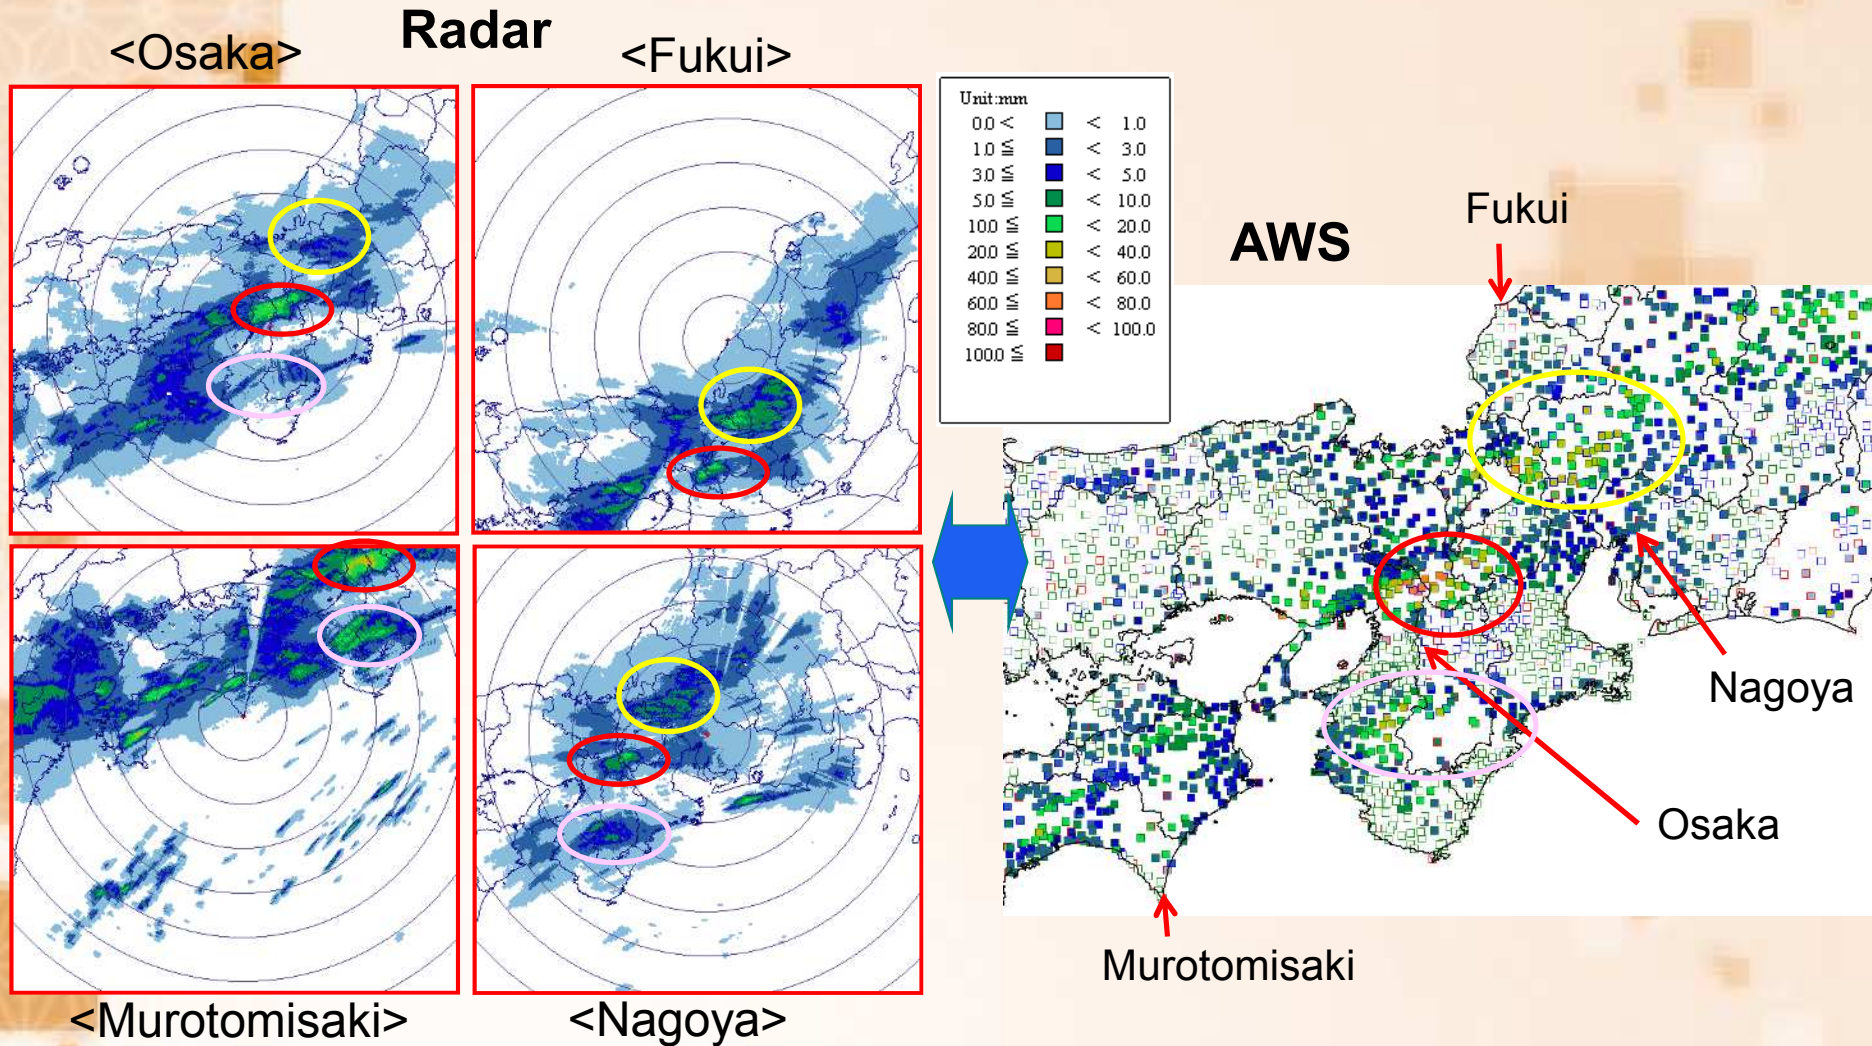 Radar
<Osaka>
<Fukui>
Unit:mm
0.0 < < 1.0
1.0 ≦ < 3.0
3.0 ≦ < 5.0
5.0 ≦ < 10.0
10.0 ≦ < 20.0
20.0 ≦ < 40.0
40.0 ≦ < 60.0
60.0 ≦ < 80.0
80.0 ≦ < 100.0
100.0 ≦
AWS
Fukui
Nagoya
Osaka
Murotomisaki
<Murotomisaki>
<Nagoya>